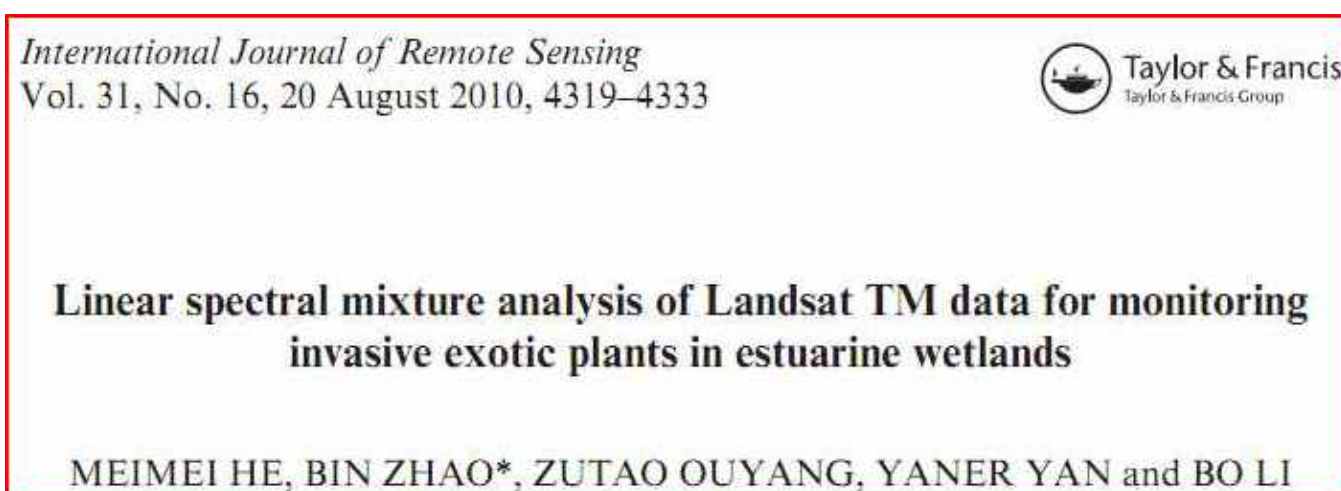 International Journal of Remote Sensing
Vol. 31, No. 16, 20 August 2010, 4319–4333
Taylor & Francis
Taylor & Francis Group
Linear spectral mixture analysis of Landsat TM data for monitoring
invasive exotic plants in estuarine wetlands
MEIMEI HE, BIN ZHAO*, ZUTAO OUYANG, YANER YAN and BO LI